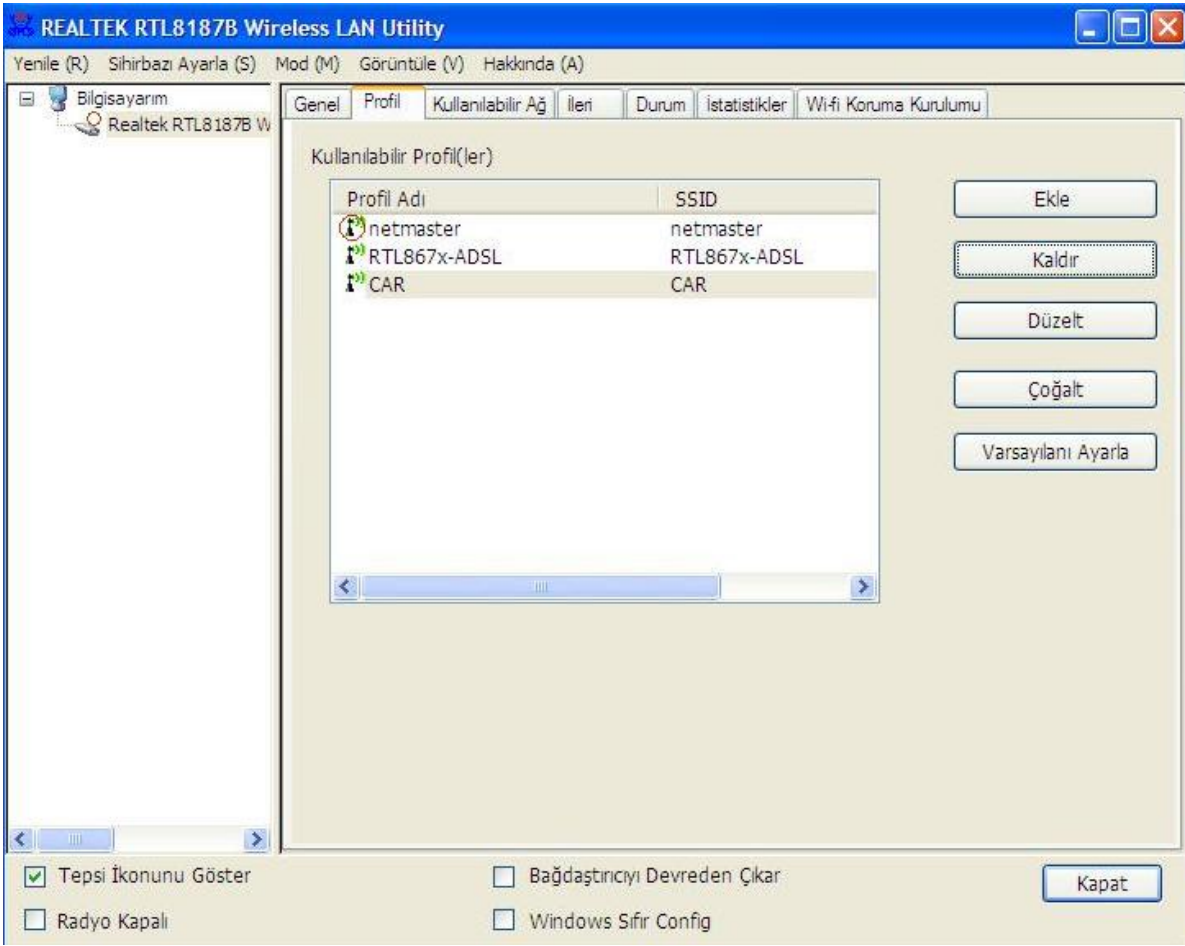 REALTEK RTL8187B Wireless LAN Utility
Yenile (R) Sihirbazı Ayarla (S) Mod (M) Görüntüle (V) Hakkında (A)
Bilgisayarım
Realtek RTL8187B W
Genel Profil Kullanılabilir Ağ İleri Durum İstatistikler Wi-fi Koruma Kurulumu
Kullanılabilir Profil(ler)
Profil Adı SSID
netmaster netmaster
RTL867x-ADSL RTL867x-ADSL
CAR CAR
Ekle
Kaldır
Düzelt
Çoğalt
Varsayılanı Ayarla
Tepsi İkonunu Göster Bağdaştırıcıyı Devreden Çıkar
Radyo Kapalı Windows Sıfır Config
Kapat